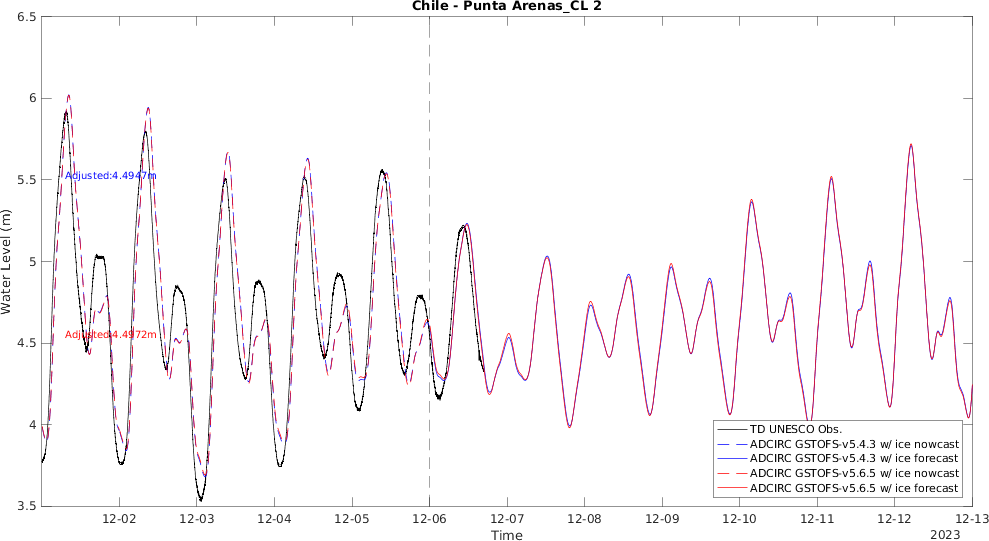 Chile - Punta Arenas_CL 2
6.5
6
5.5
5
4.5
4
3.5
Water Level (m)
Adjusted:4.4947m
Adjusted:4.4972m
TD UNESCO Obs.
ADCIRC GSTOFS-v5.4.3 w/ ice nowcast
ADCIRC GSTOFS-v5.4.3 w/ ice forecast
ADCIRC GSTOFS-v5.6.5 w/ ice nowcast
ADCIRC GSTOFS-v5.6.5 w/ ice forecast
12-02 12-03 12-04 12-05 12-06 12-07 12-08 12-09 12-10 12-11 12-12 12-13
Time
2023